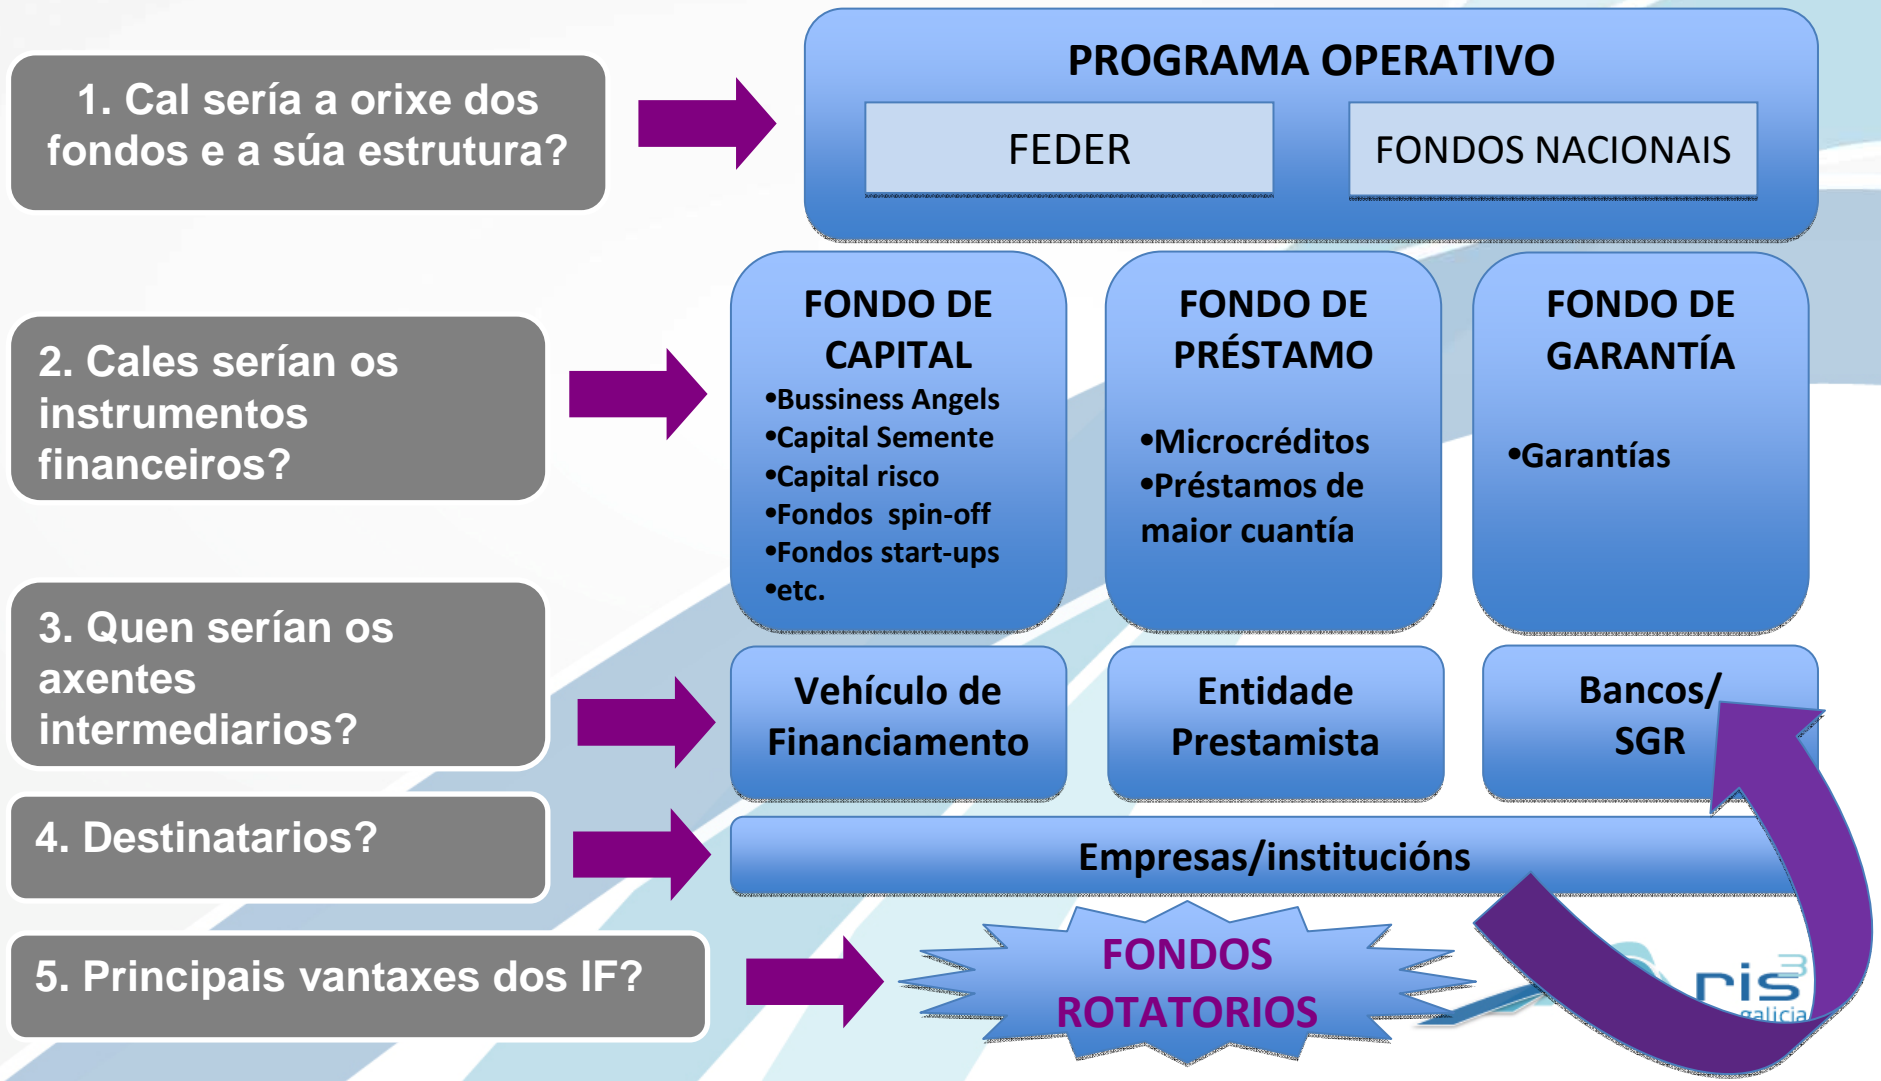 1. Cal sería a orixe dos
fondos e a súa estrutura?
PROGRAMA OPERATIVO
FEDER
FONDOS NACIONAIS
2. Cales serían os
instrumentos
financeiros?
FONDO DE
CAPITAL
•Bussiness Angels
•Capital Semente
•Capital risco
•Fondos spin-off
•Fondos start-ups
•etc.
FONDO DE
PRÉSTAMO
•Microcréditos
•Préstamos de
maior cuantía
FONDO DE
GARANTÍA
•Garantías
3. Quen serían os
axentes
intermediarios?
Vehículo de
Financiamento
Entidade
Prestamista
Bancos/
SGR
4. Destinatarios?
Empresas/institucións
5. Principais vantaxes dos IF?
FONDOS
ROTATORIOS
ris3
galicia